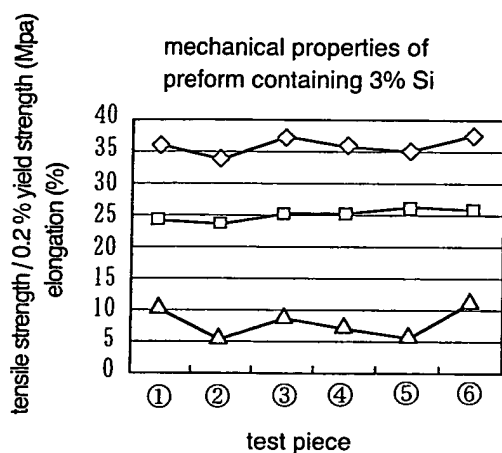 mechanical properties of
preform containing 3% Si
tensile strength / 0.2 % yield strength (Mpa)
elongation (%)
40
35
30
25
20
15
10
5
0
① ② ③ ④ ⑤ ⑥
test piece